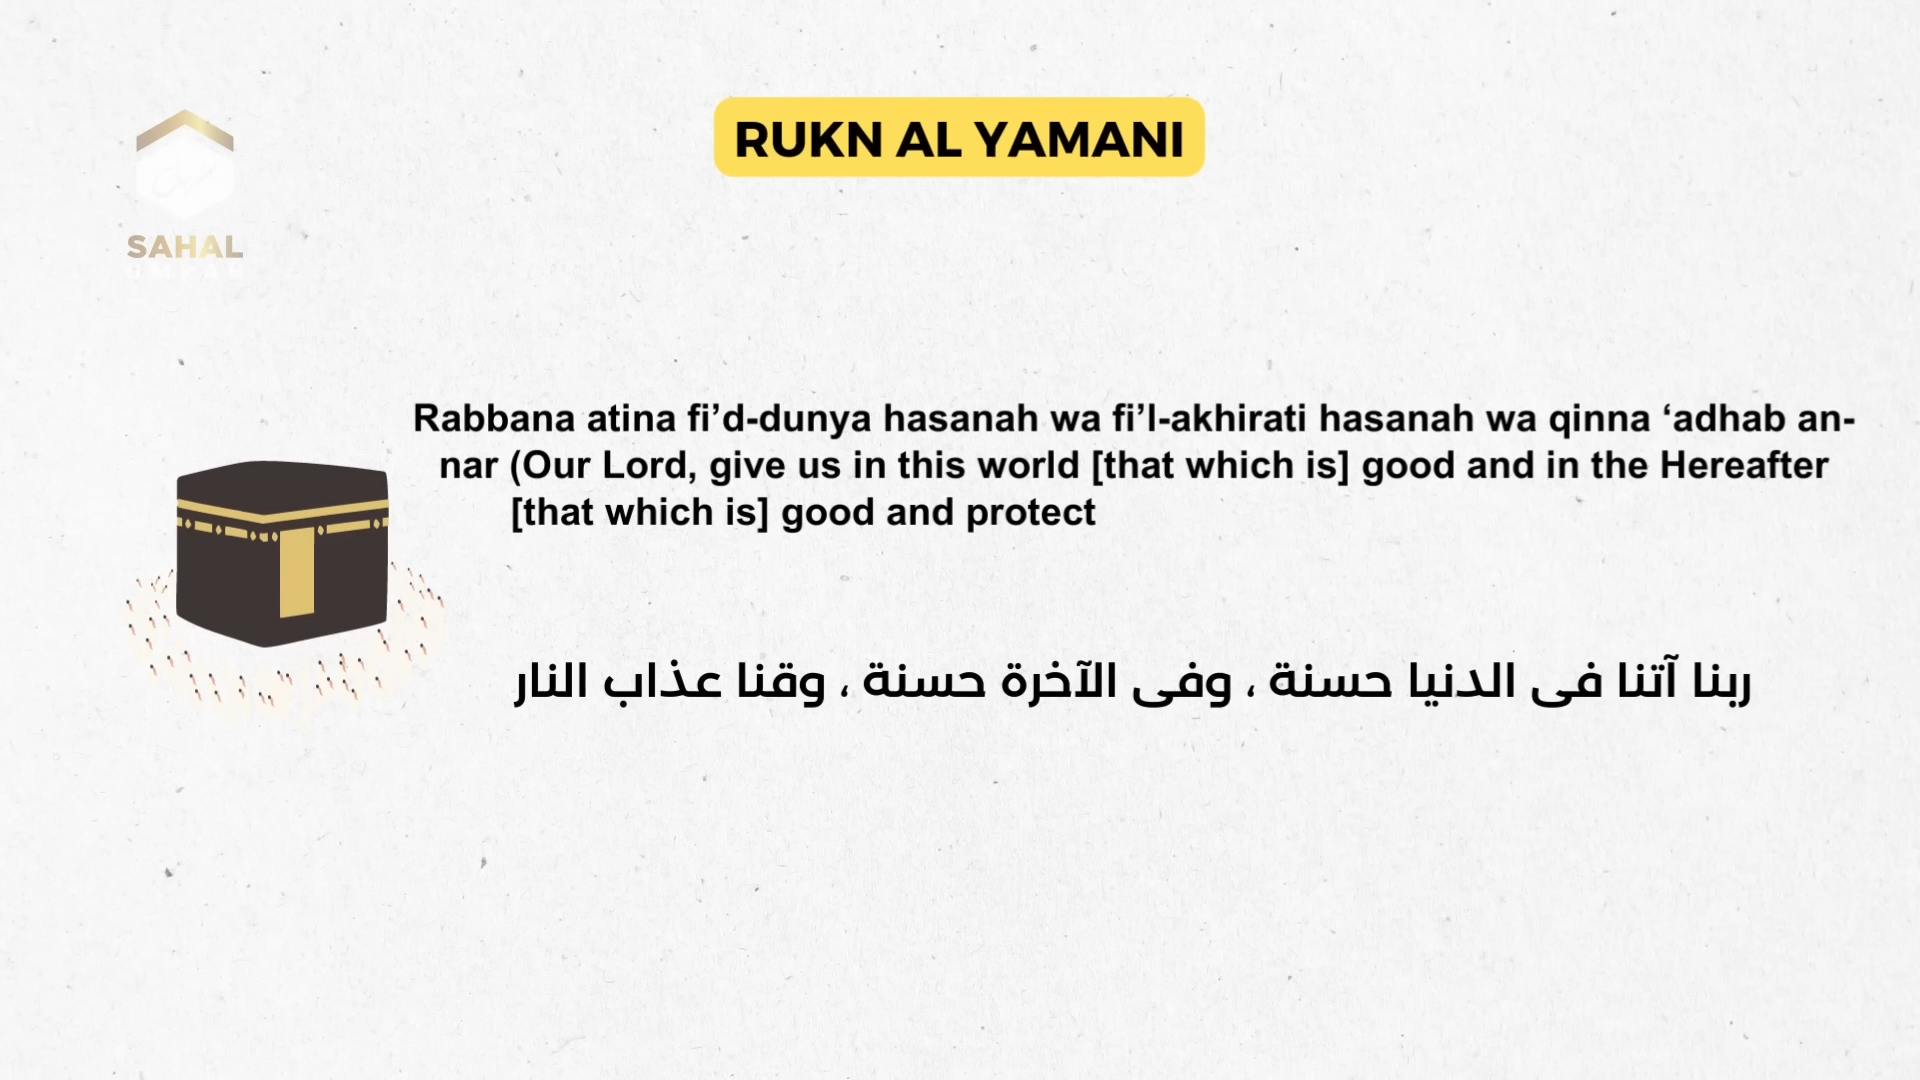 RUKN AL YAMANI
SAHAL
Rabbana atina fi’d-dunya hasanah wa fi’l-akhirati hasanah wa qinna ‘adhab an-
nar (Our Lord, give us in this world [that which is] good and in the Hereafter
[that which is] good and protect
ربنا آتنا فى الدنيا حسنة ، وفى الآخرة حسنة ، وقنا عذاب النار